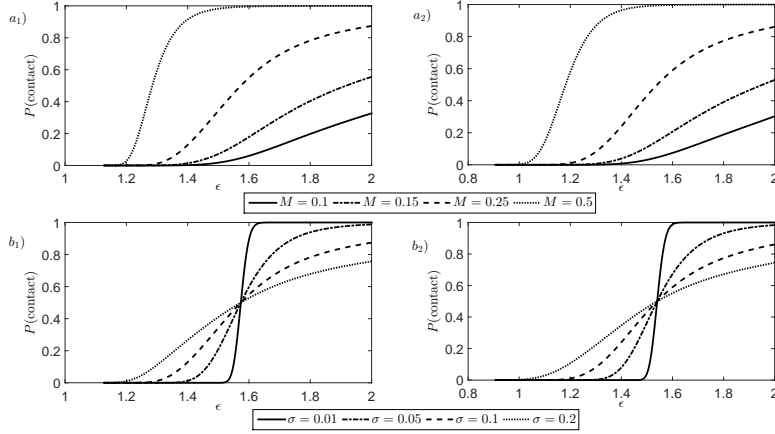 a₁)
P(contact)
1
0.8
0.6
0.4
0.2
0
1 1.2 1.4 1.6 1.8 2
ϵ
a₂)
P(contact)
1
0.8
0.6
0.4
0.2
0
0.8 1 1.2 1.4 1.6 1.8 2
ϵ
M = 0.1 M = 0.15 M = 0.25 M = 0.5
b₁)
P(contact)
1
0.8
0.6
0.4
0.2
0
1 1.2 1.4 1.6 1.8 2
ϵ
b₂)
P(contact)
1
0.8
0.6
0.4
0.2
0
0.8 1 1.2 1.4 1.6 1.8 2
ϵ
σ = 0.01 σ = 0.05 σ = 0.1 σ = 0.2